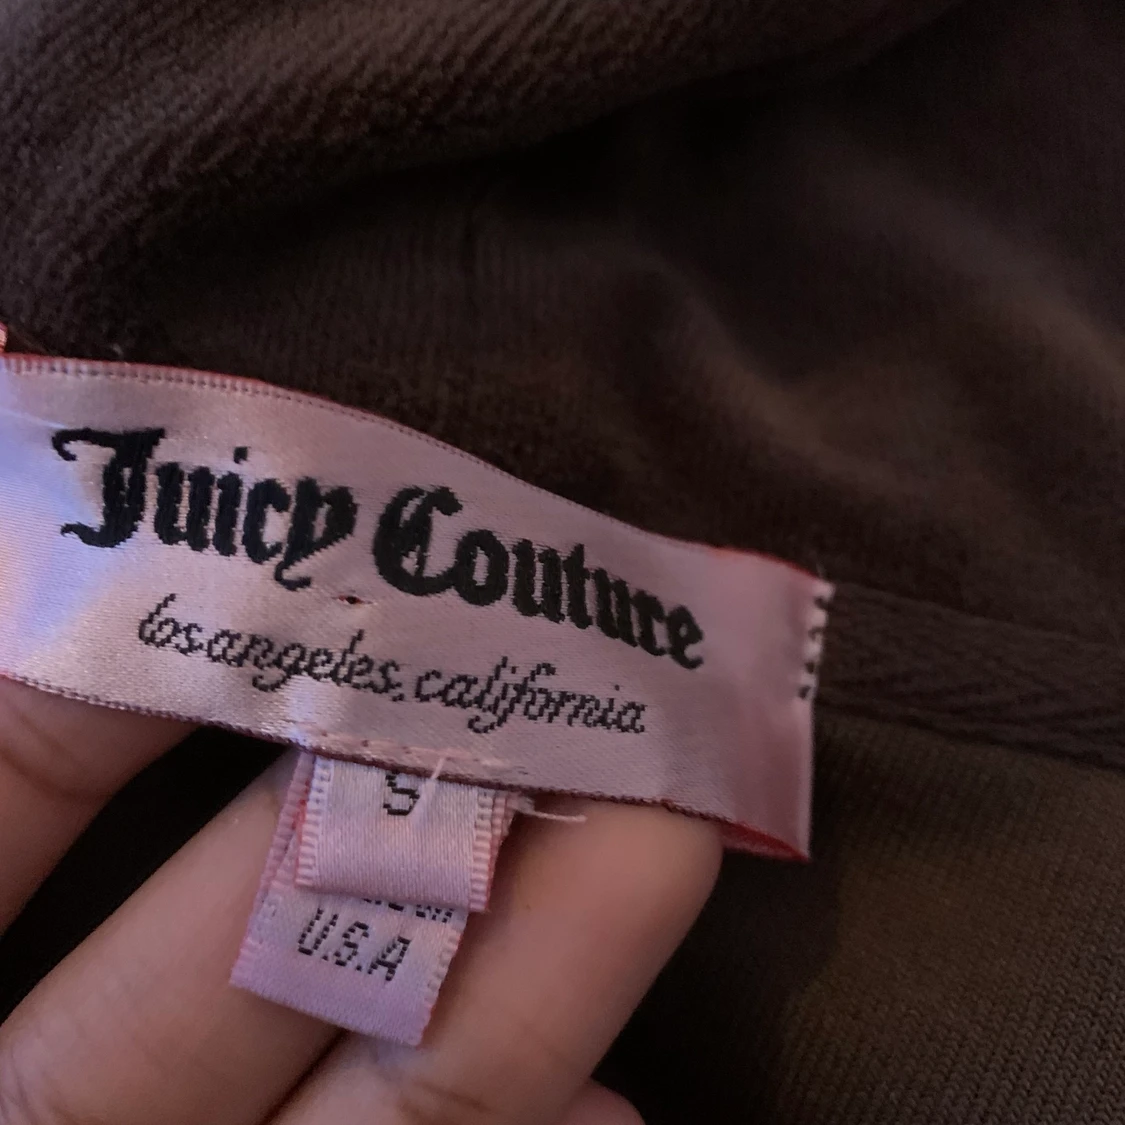 Juicy Couture
los angeles, california
S
U.S.A